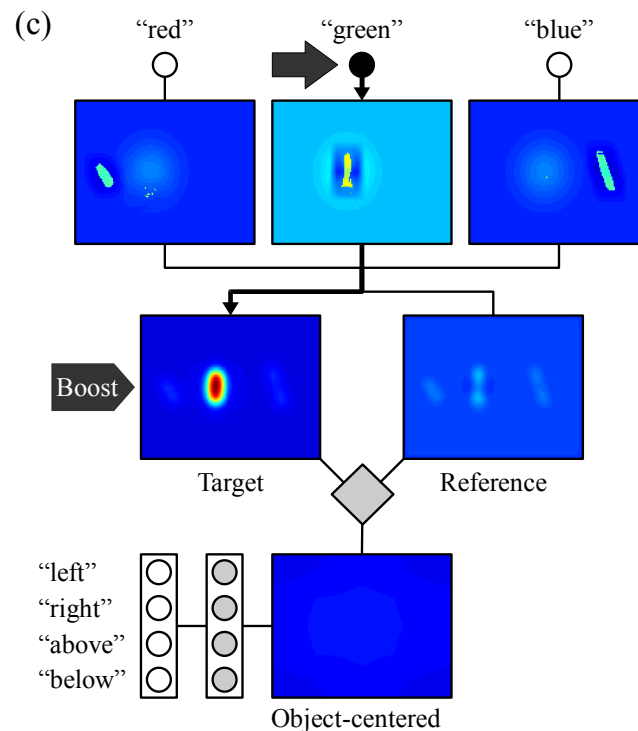 (c)
“red” “green” “blue”
Boost
Target Reference
“left”
“right”
“above”
“below”
Object-centered